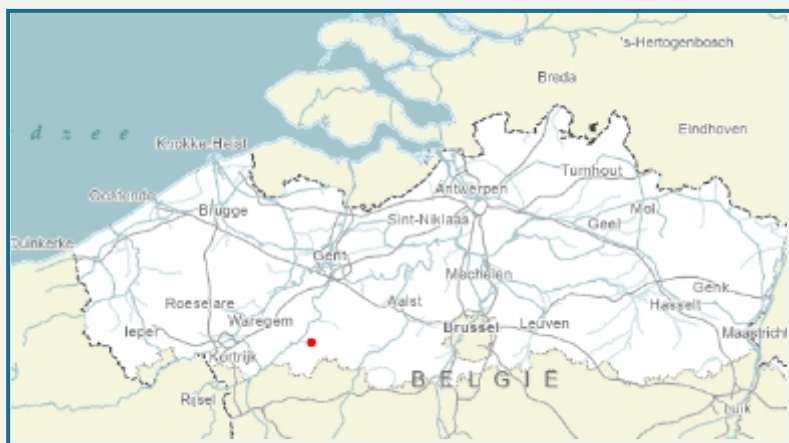 's-Hertogenbosch
Breda
d z e e
Eindhoven
Knokke-Heist
Turnhout
Antwerpen
Oostende
Mol
Brugge
Sint-Niklaas
Geel
Duinkerke
Gent
Mechelen
Genk
Roeselare
Aalst
Hasselt
Waregem
Brussel
Leuven
Ieper
Maastricht
Kortrijk
BELGIË
Rijsel
Luik